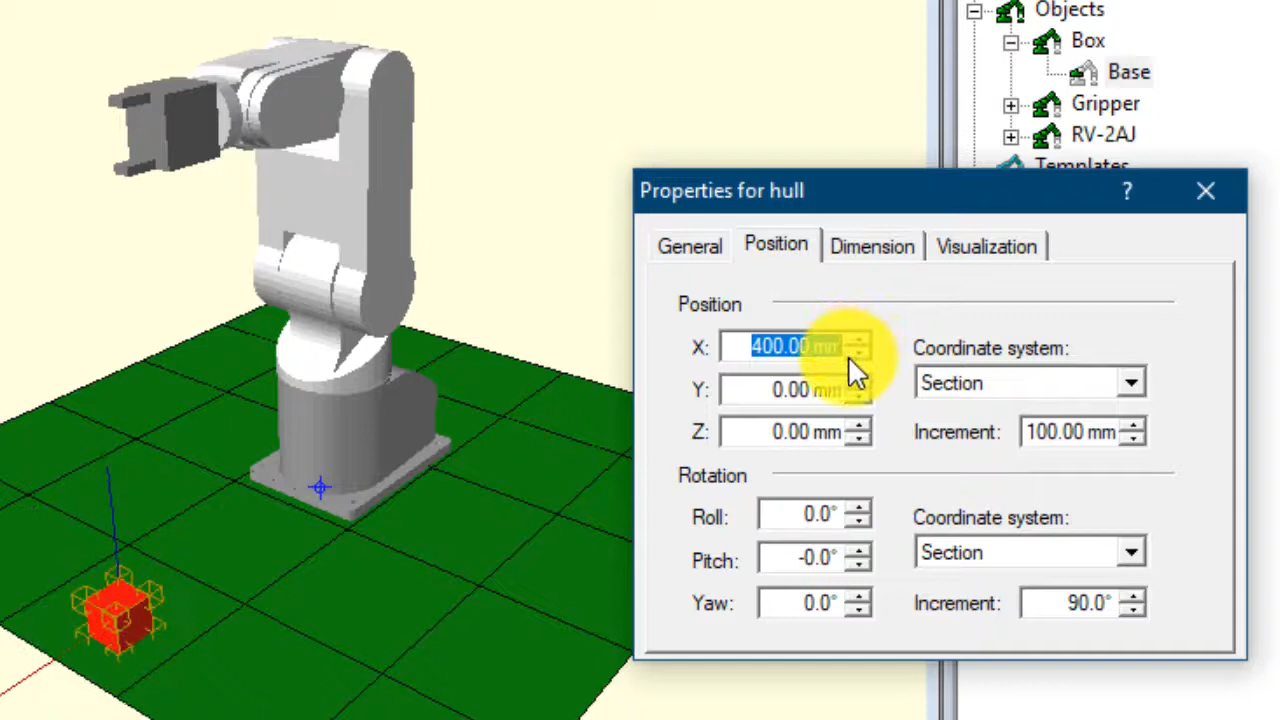 Objects
Box
Base
Gripper
RV-2AJ
Templates
Properties for hull ? ✕
General Position Dimension Visualization
Position
X: 400.00 mm Coordinate system:
Y: 0.00 mm Section
Z: 0.00 mm Increment: 100.00 mm
Rotation
Roll: 0.0° Coordinate system:
Pitch: -0.0° Section
Yaw: 0.0° Increment: 90.0°